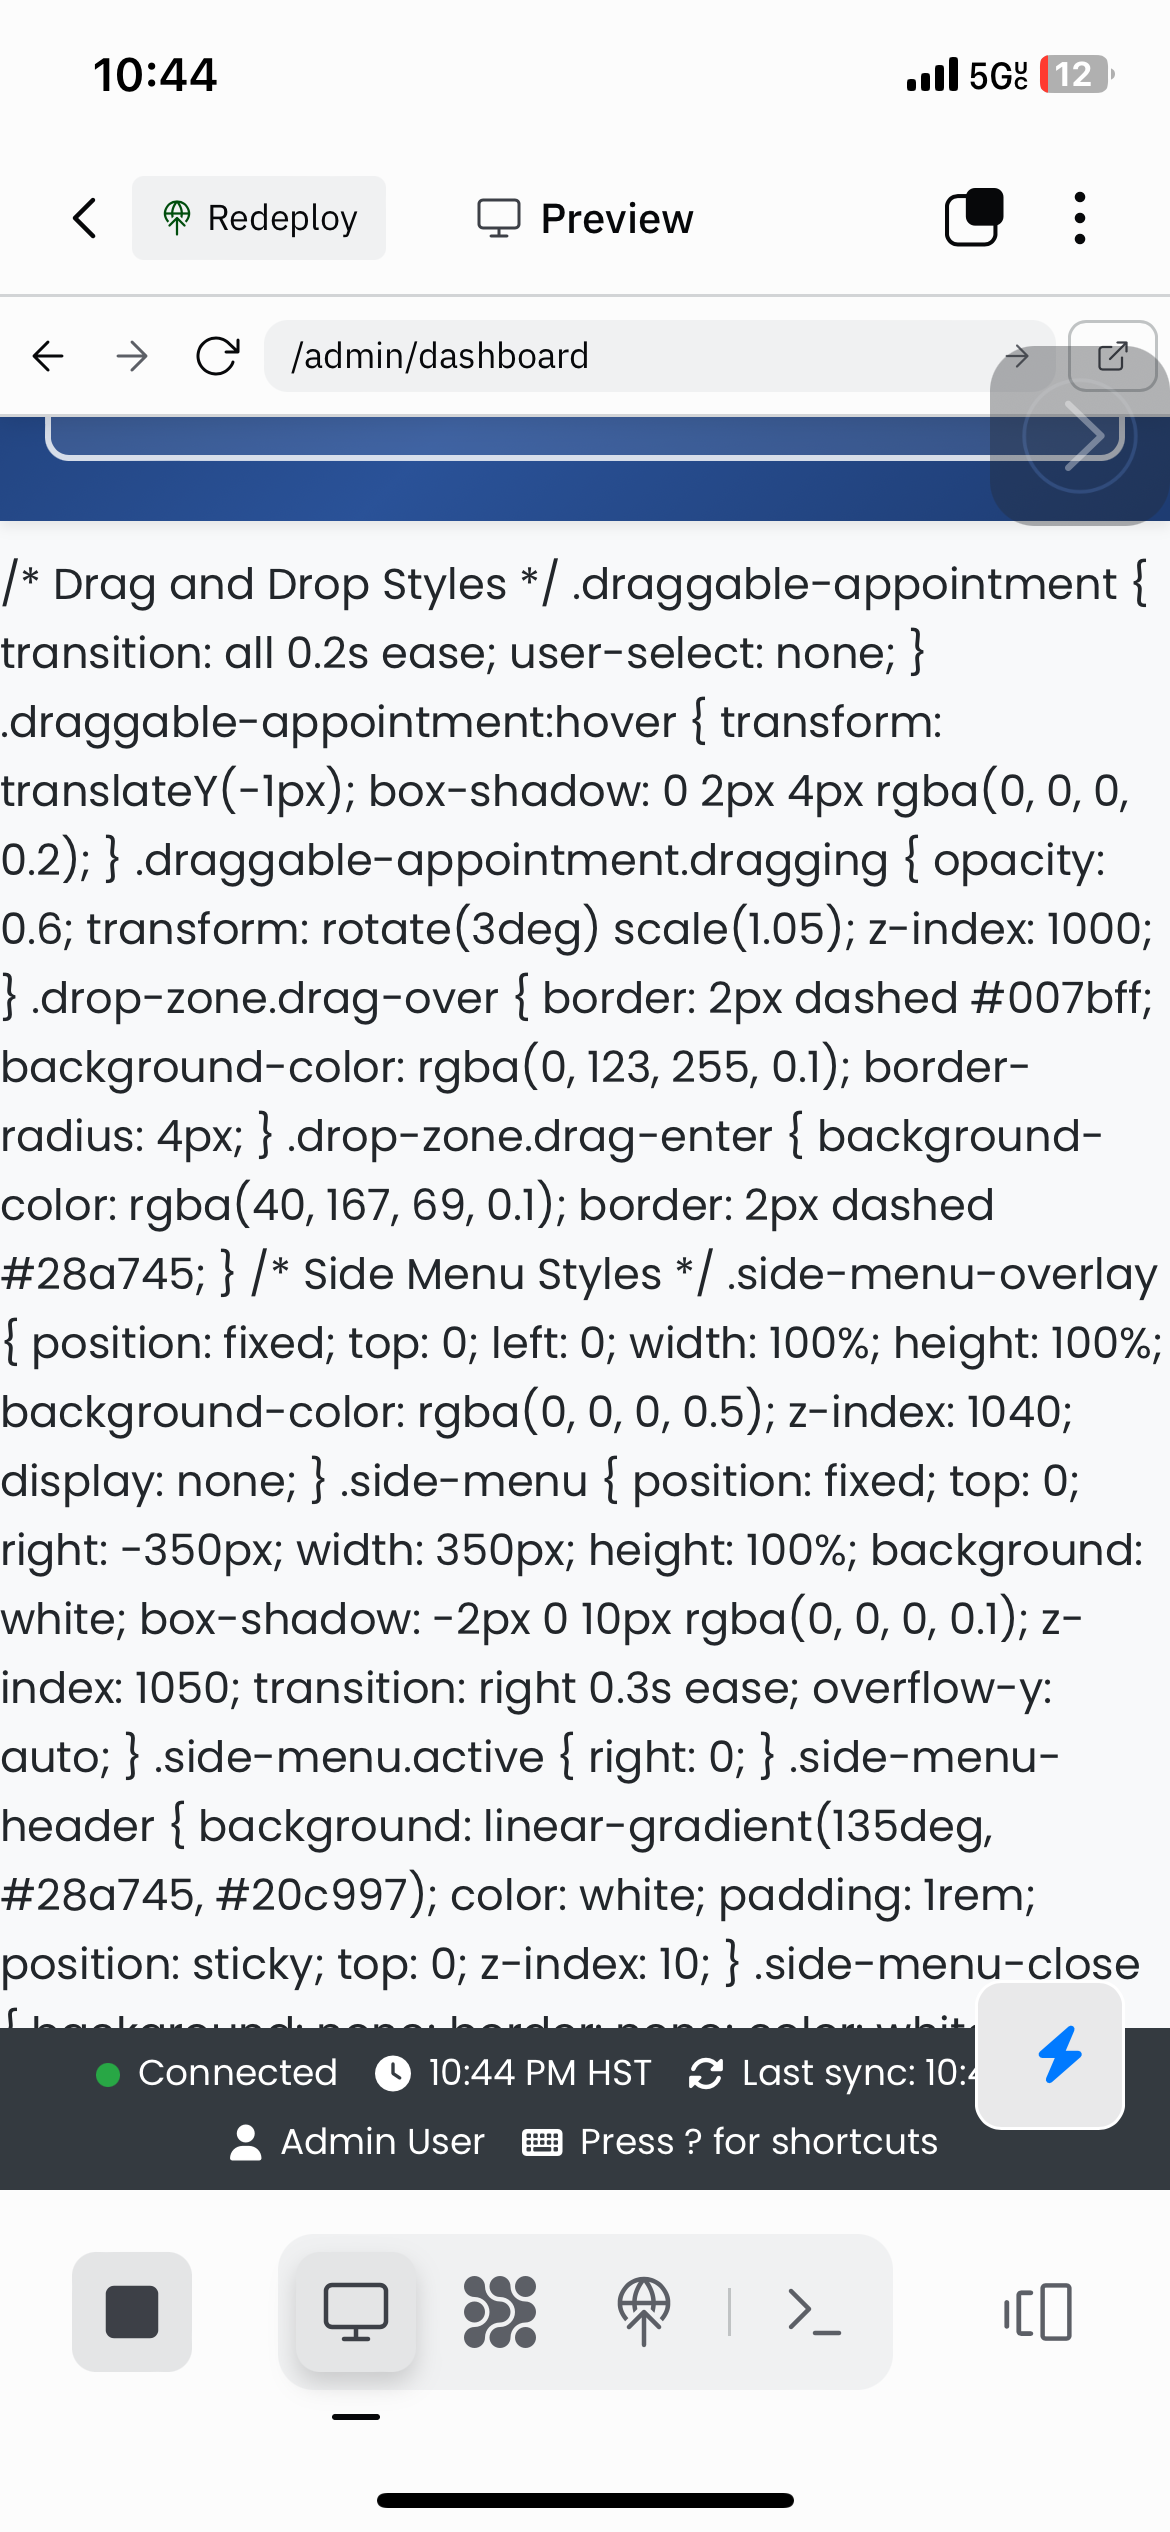 10:44
5GUC
12
Redeploy
Preview
/admin/dashboard
/* Drag and Drop Styles */ .draggable-appointment {
transition: all 0.2s ease; user-select: none; }
.draggable-appointment:hover { transform:
translateY(-1px); box-shadow: 0 2px 4px rgba(0, 0, 0,
0.2); } .draggable-appointment.dragging { opacity:
0.6; transform: rotate(3deg) scale(1.05); z-index: 1000;
} .drop-zone.drag-over { border: 2px dashed #007bff;
background-color: rgba(0, 123, 255, 0.1); border-
radius: 4px; } .drop-zone.drag-enter { background-
color: rgba(40, 167, 69, 0.1); border: 2px dashed
#28a745; } /* Side Menu Styles */ .side-menu-overlay
{ position: fixed; top: 0; left: 0; width: 100%; height: 100%;
background-color: rgba(0, 0, 0, 0.5); z-index: 1040;
display: none; } .side-menu { position: fixed; top: 0;
right: -350px; width: 350px; height: 100%; background:
white; box-shadow: -2px 0 10px rgba(0, 0, 0, 0.1); z-
index: 1050; transition: right 0.3s ease; overflow-y:
auto; } .side-menu.active { right: 0; } .side-menu-
header { background: linear-gradient(135deg,
#28a745, #20c997); color: white; padding: 1rem;
position: sticky; top: 0; z-index: 10; } .side-menu-close
{ background: none; border: none; color:
Connected
10:44 PM HST
Last sync:
Admin User
Press ? for shortcuts